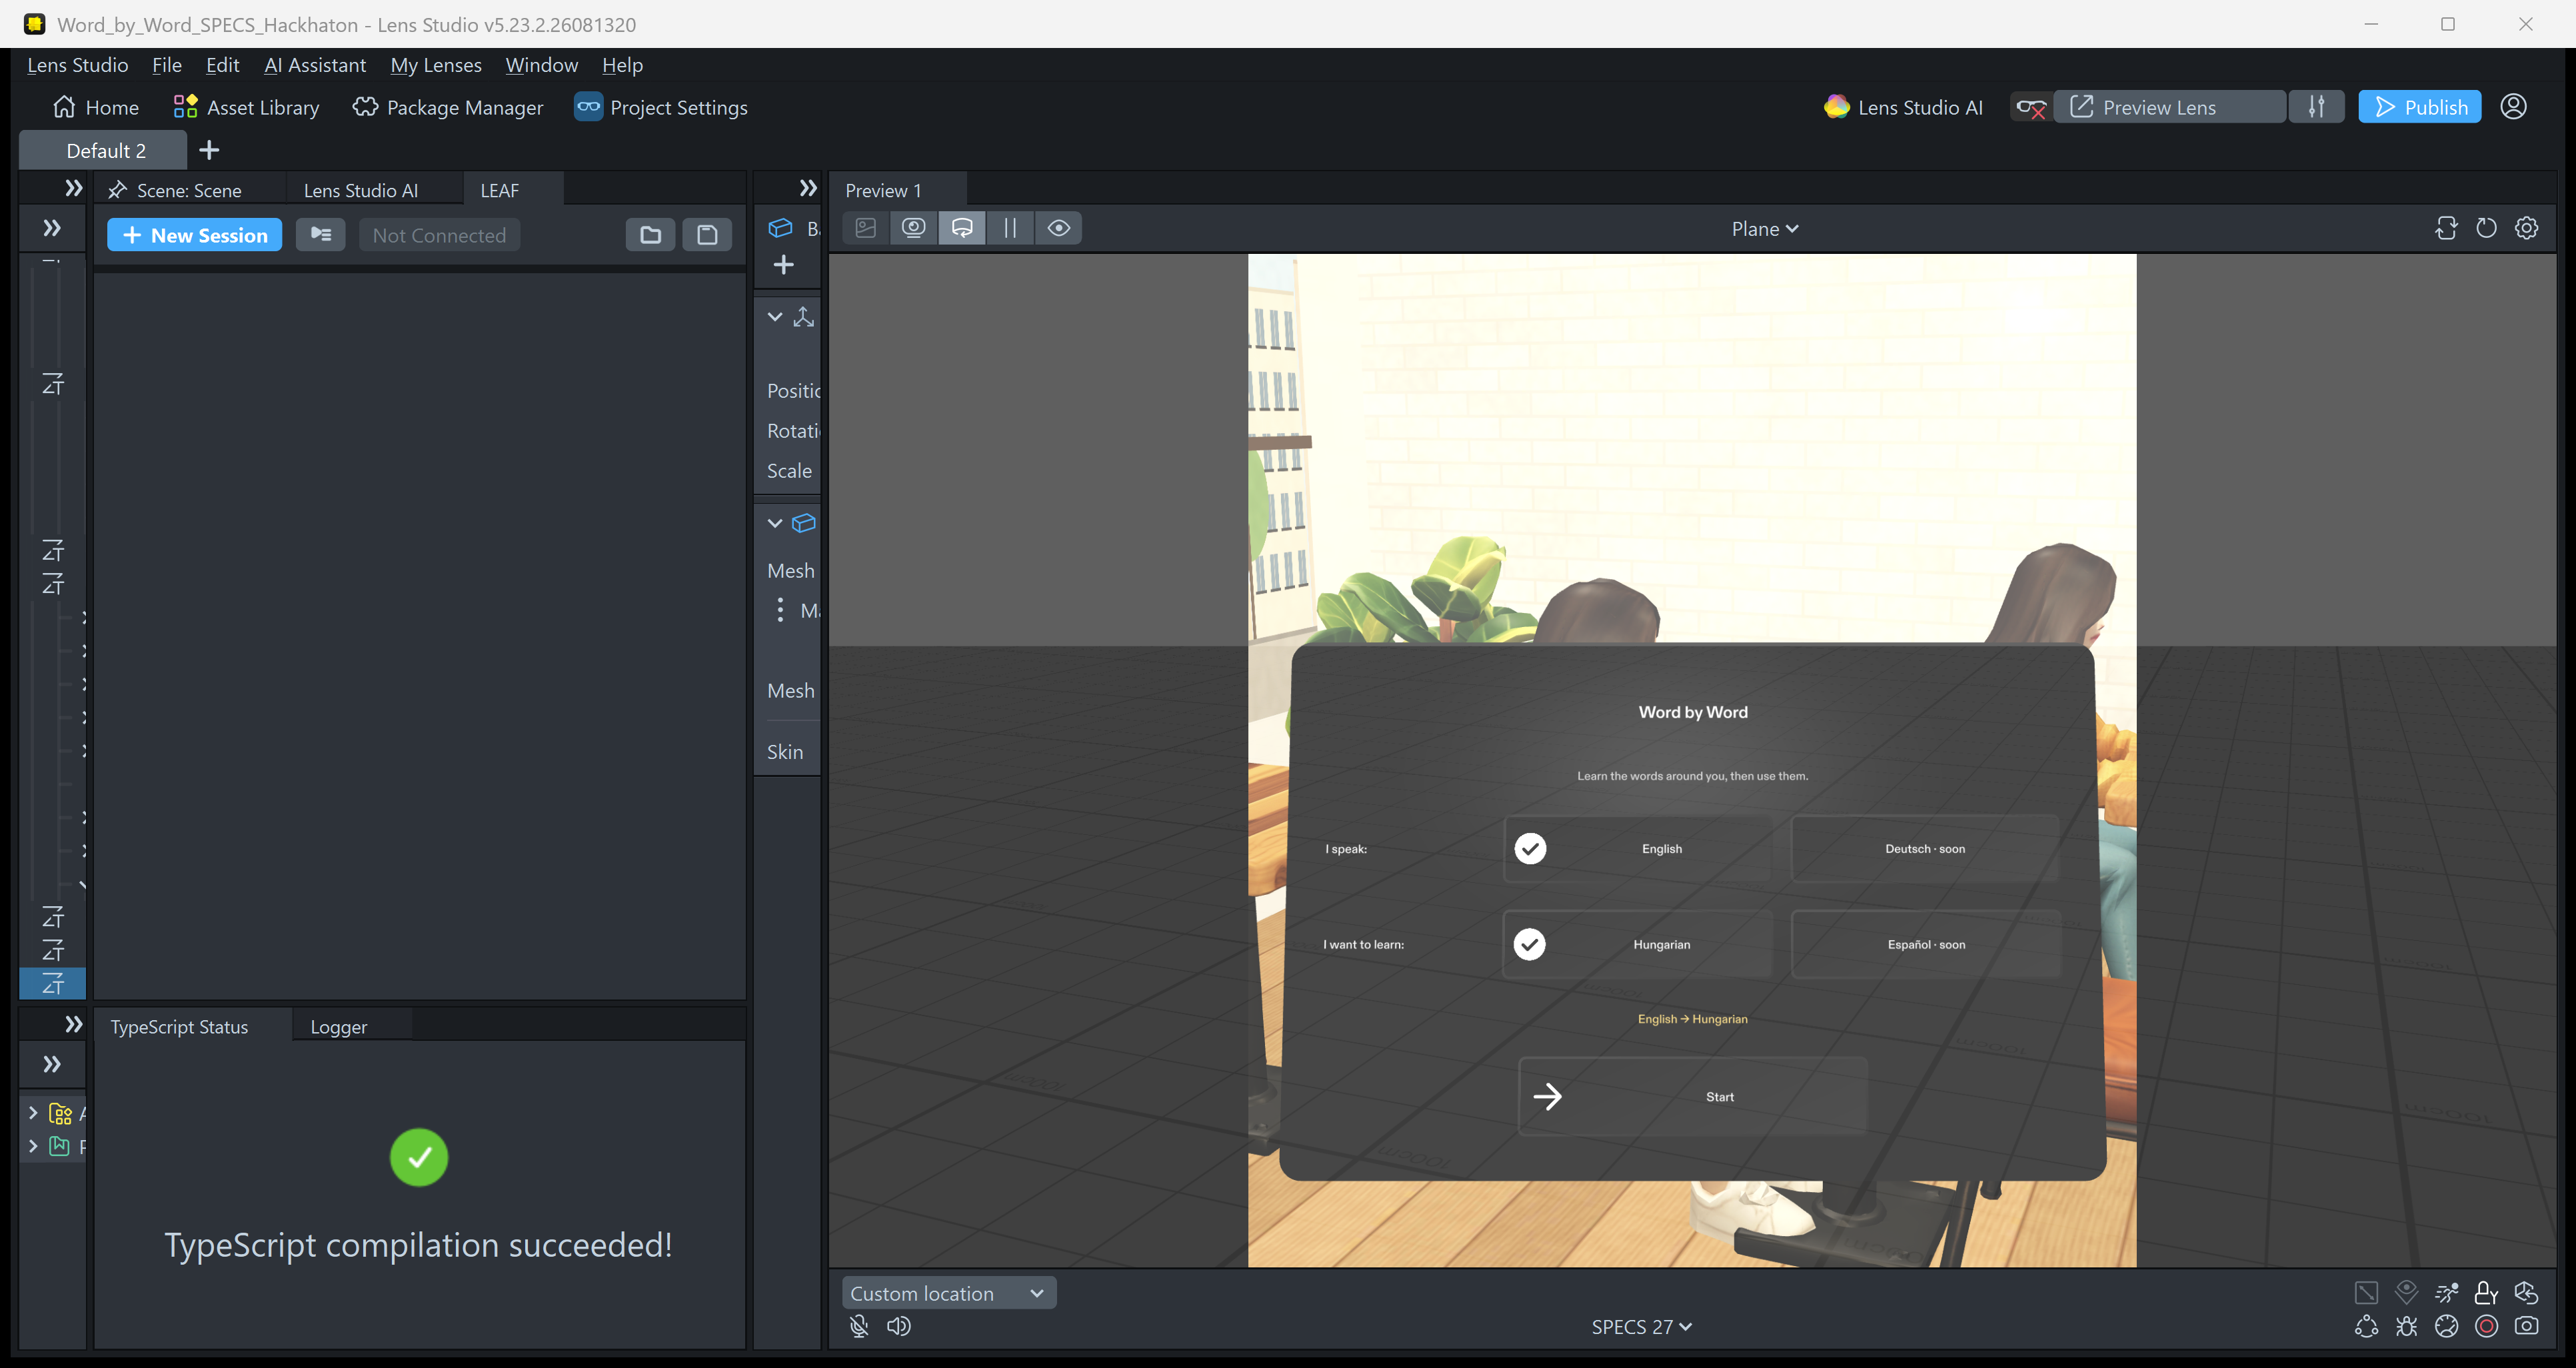 Word_by_Word_SPECS_Hackhaton - Lens Studio v5.23.2.26081320
Lens Studio File Edit AI Assistant My Lenses Window Help
Home Asset Library Package Manager Project Settings Lens Studio AI Preview Lens Publish
Default 2
Scene: Scene Lens Studio AI LEAF Preview 1
New Session Not Connected Plane
Scale
Mesh
Mesh
Skin
Word by Word
Learn the words around you, then use them.
I speak: English Deutsch · soon
I want to learn: Hungarian Español · soon
English → Hungarian
Start
TypeScript Status Logger
TypeScript compilation succeeded!
Custom location
SPECS 27